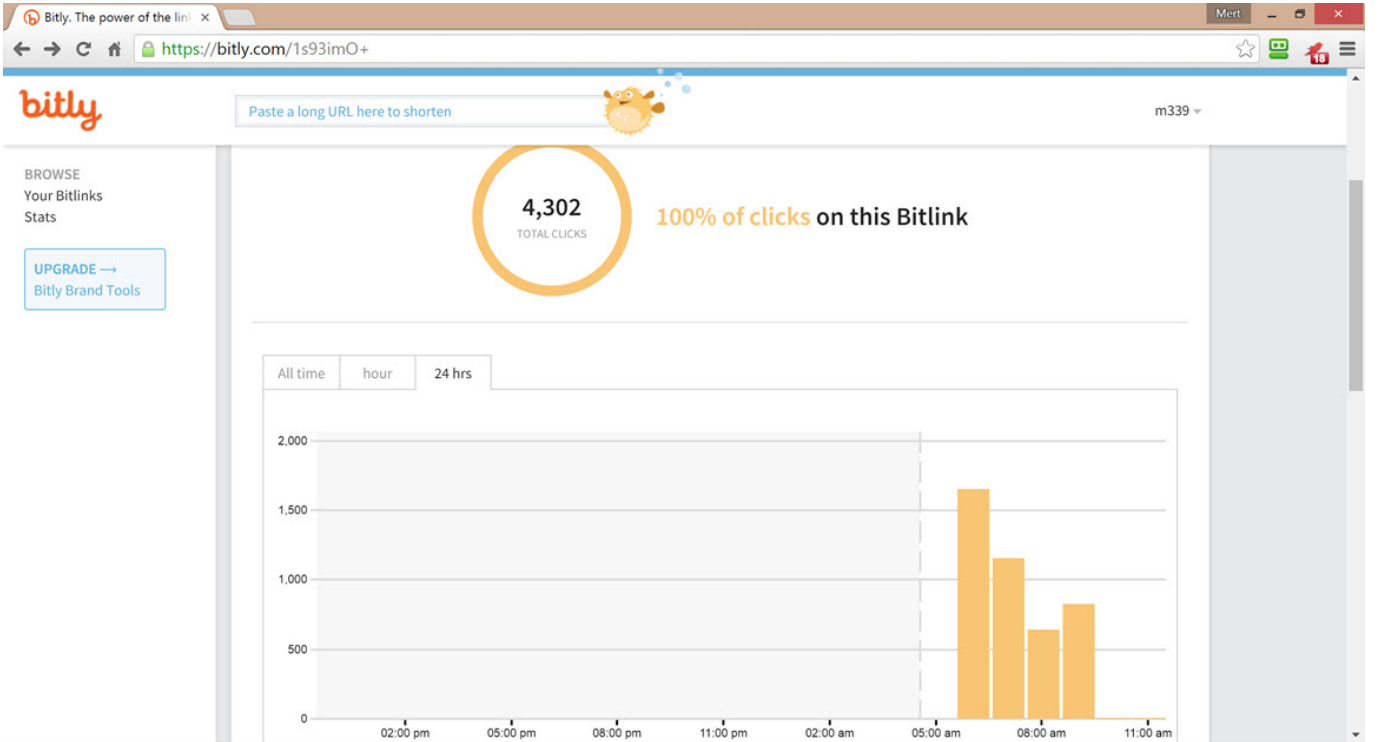 Bitly. The power of the lin
Mert
https://bitly.com/1s93imO+
18
bitly
Paste a long URL here to shorten
m339
BROWSE
Your Bitlinks
Stats
UPGRADE →
Bitly Brand Tools
4,302
TOTAL CLICKS
100% of clicks on this Bitlink
All time hour 24 hrs
2,000
1,500
1,000
500
0
02:00 pm 05:00 pm 08:00 pm 11:00 pm 02:00 am 05:00 am 08:00 am 11:00 am